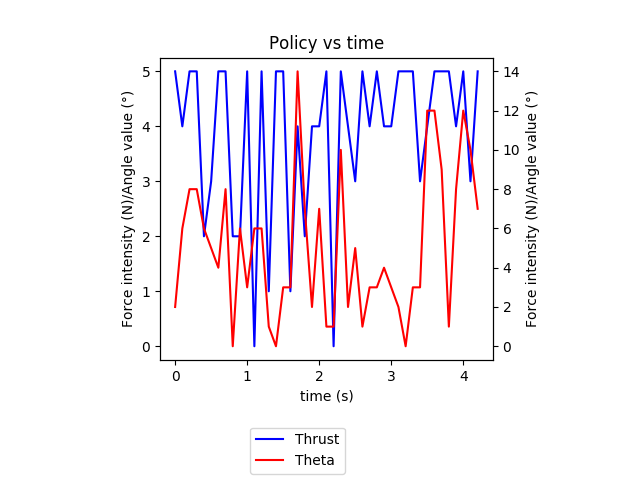 Policy vs time
Force intensity (N)/Angle value (°)
5
4
3
2
1
0
14
12
10
8
6
4
2
0
Force intensity (N)/Angle value (°)
0 1 2 3 4
time (s)
Thrust
Theta